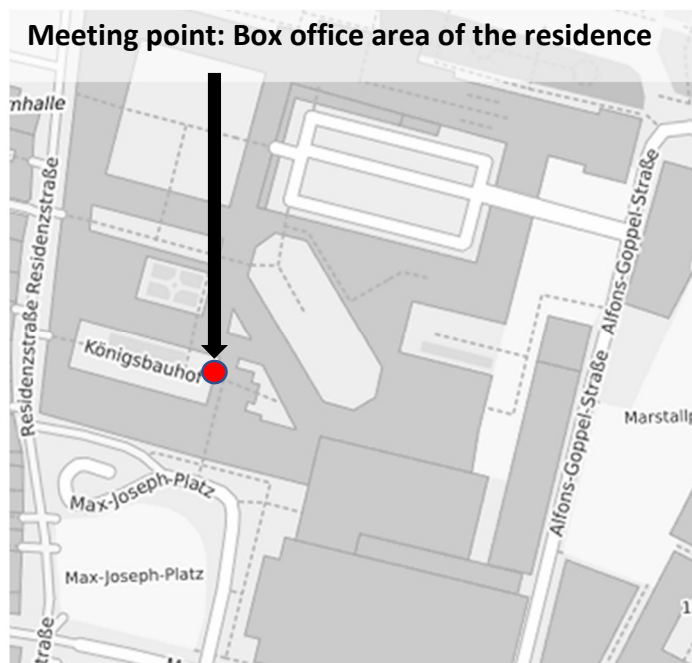 Meeting point: Box office area of the residence
nhalle
Residenzstraße
Residenzstraße
Alfons-Goppel-Straße
Alfons-Goppel-Straße
Königsbauhof
Marstallp
Max-Joseph-Platz
Max-Joseph-Platz
1
traße
M